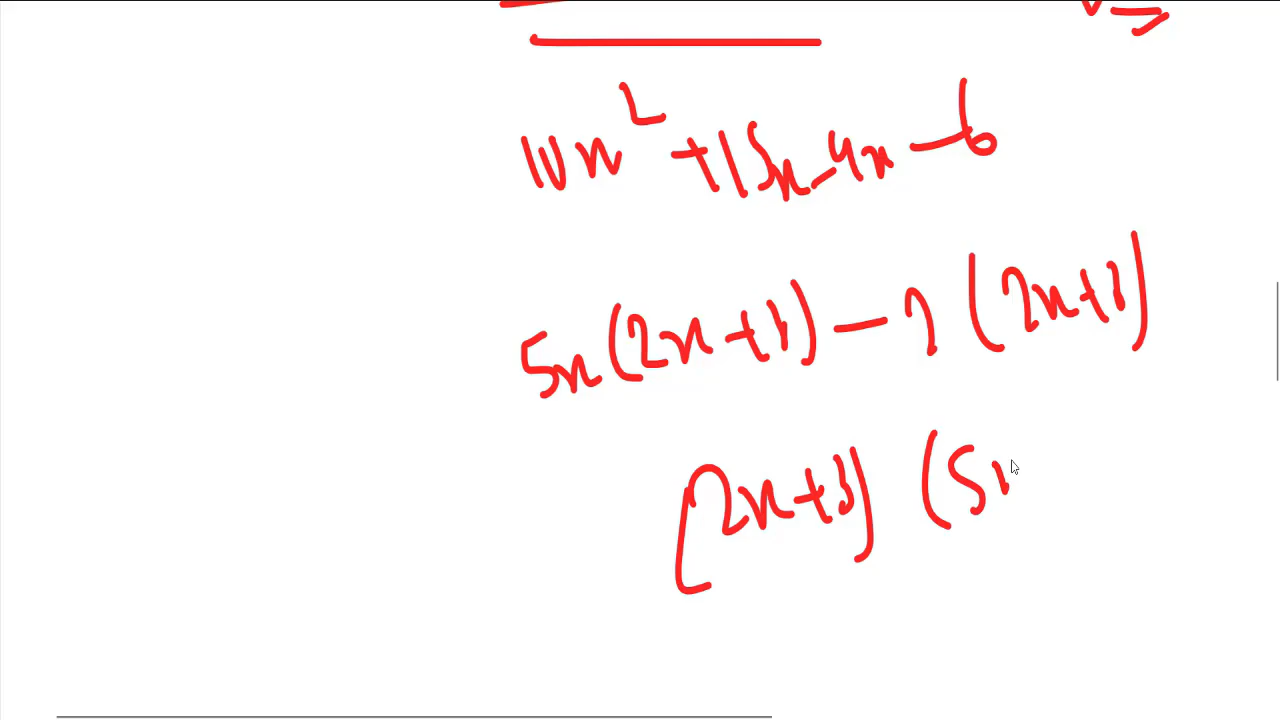 10x² + 15x - 4x - 6
5x (2x + 3) - 2 (2x + 3)
(2x + 3) (5x